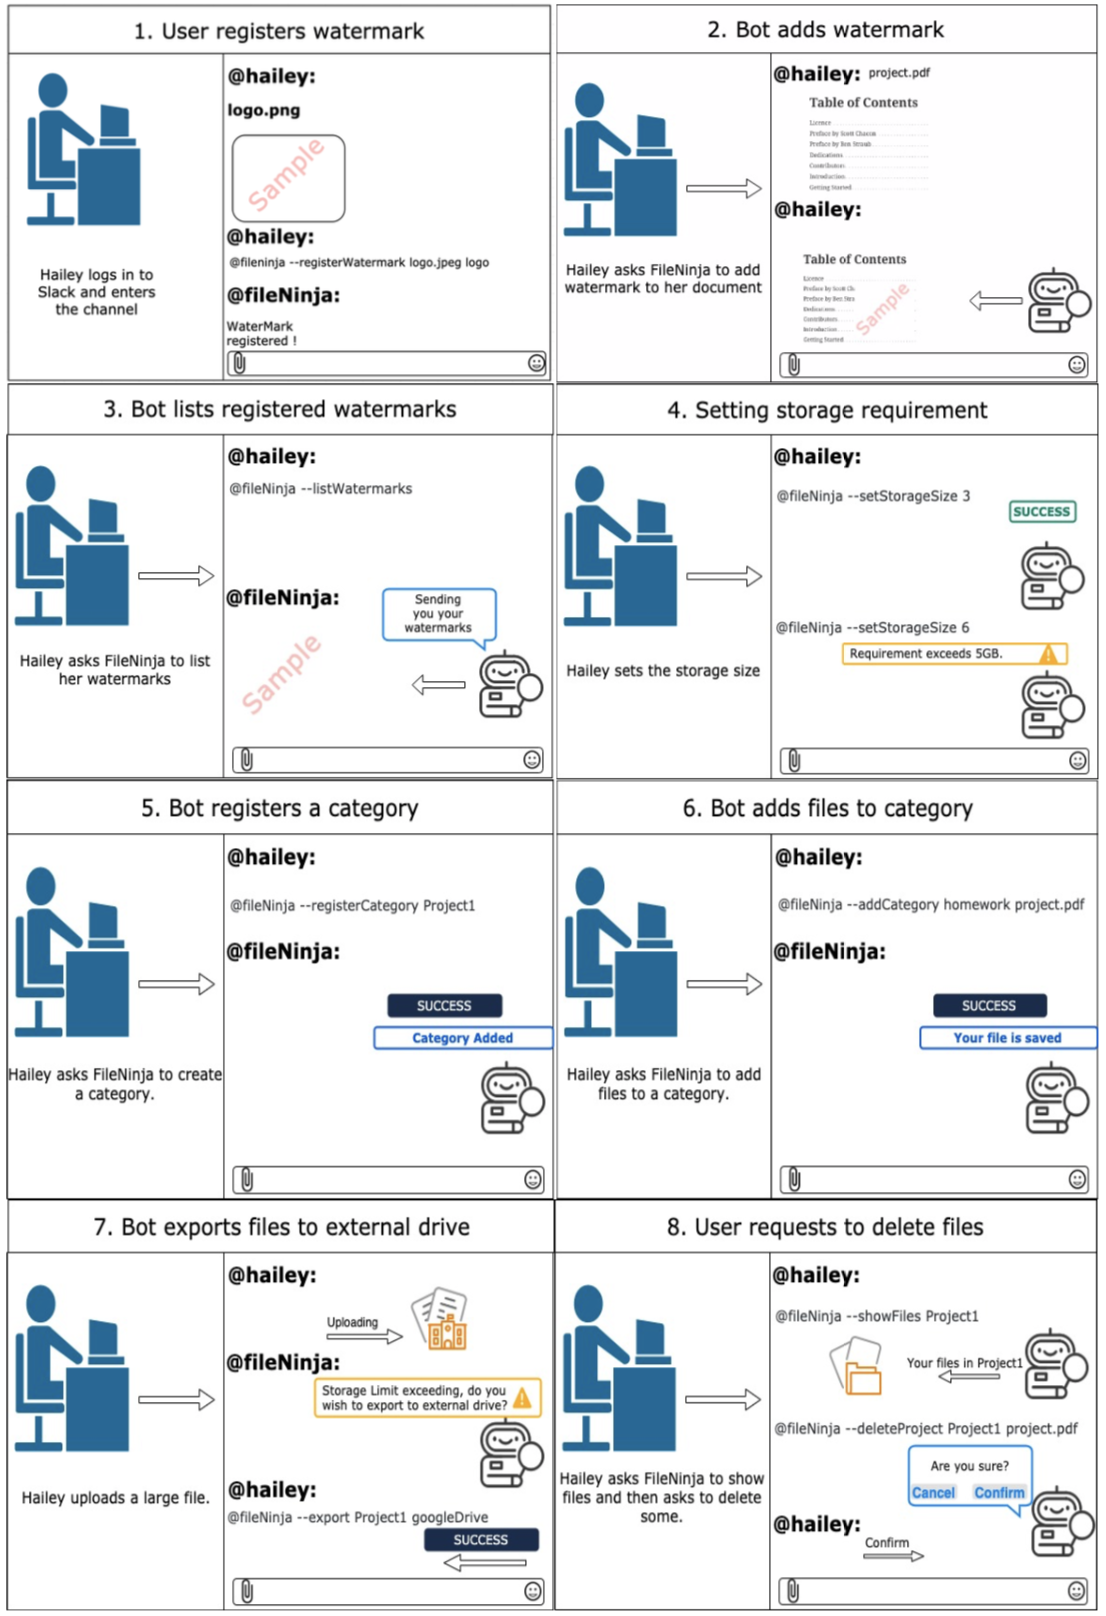 1. User registers watermark
@hailey:
logo.png
Sample
@hailey:
@fileninja --registerWatermark logo.jpeg logo
@fileNinja:
WaterMark
registered !
Hailey logs in to
Slack and enters
the channel
2. Bot adds watermark
@hailey: project.pdf
Table of Contents
Licence
Preface by Scott Chacon
Preface by Ben Straub
Dedications
Contributors
Introduction
Getting Started
@hailey:
Table of Contents
Licence
Preface by Scott Ch
Preface by Ben Stra
Dedications
Contributors
Introduction
Getting Started
Sample
Hailey asks FileNinja to add
watermark to her document
3. Bot lists registered watermarks
@hailey:
@fileNinja --listWatermarks
@fileNinja:
Sending
you your
watermarks
Sample
Hailey asks FileNinja to list
her watermarks
4. Setting storage requirement
@hailey:
@fileNinja --setStorageSize 3
SUCCESS
@fileNinja --setStorageSize 6
Requirement exceeds 5GB.
Hailey sets the storage size
5. Bot registers a category
@hailey:
@fileNinja --registerCategory Project1
@fileNinja:
SUCCESS
Category Added
Hailey asks FileNinja to create
a category.
6. Bot adds files to category
@hailey:
@fileNinja --addCategory homework project.pdf
@fileNinja:
SUCCESS
Your file is saved
Hailey asks FileNinja to add
files to a category.
7. Bot exports files to external drive
@hailey:
Uploading
@fileNinja:
Storage Limit exceeding, do you
wish to export to external drive?
@hailey:
@fileNinja --export Project1 googleDrive
SUCCESS
Hailey uploads a large file.
8. User requests to delete files
@hailey:
@fileNinja --showFiles Project1
Your files in Project1
@fileNinja --deleteProject Project1 project.pdf
Are you sure?
Cancel Confirm
@hailey:
Confirm
Hailey asks FileNinja to show
files and then asks to delete
some.